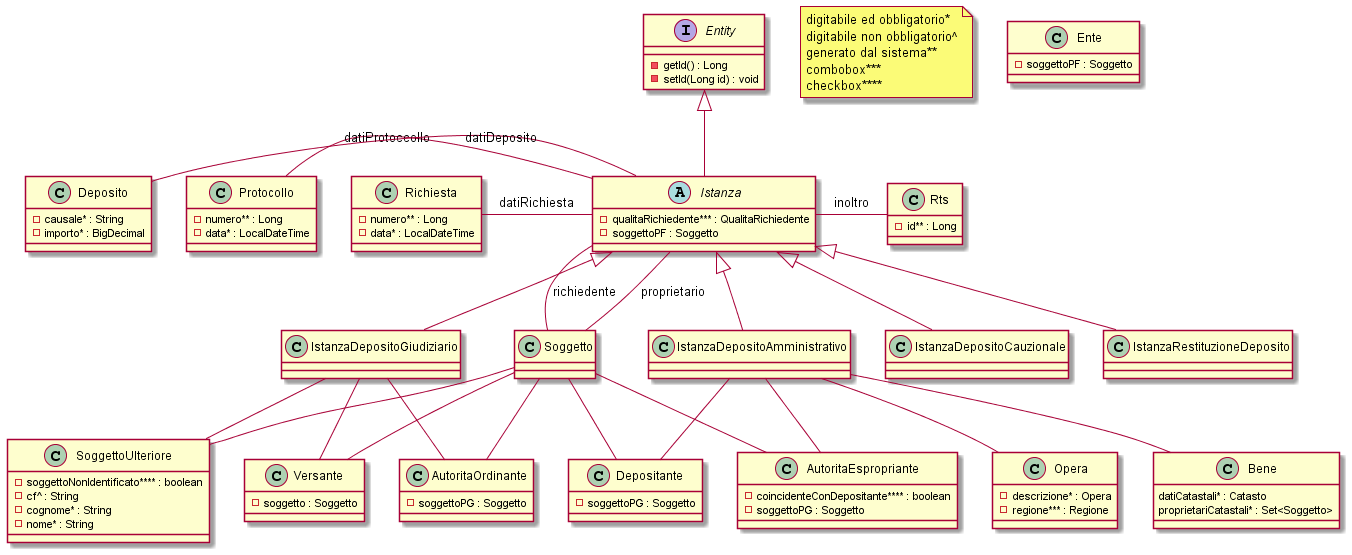 I Entity
getId() : Long
setId(Long id) : void
digitabile ed obbligatorio*
digitabile non obbligatorio^
generato dal sistema**
combobox***
checkbox****
C Ente
soggettoPF : Soggetto
datiProtoccollo
datiDeposito
C Deposito
causale* : String
importo* : BigDecimal
C Protocollo
numero** : Long
data* : LocalDateTime
C Richiesta
numero** : Long
data* : LocalDateTime
datiRichiesta
A Istanza
qualitaRichiedente*** : QualitaRichiedente
soggettoPF : Soggetto
inoltro
C Rts
id** : Long
richiedente
proprietario
C IstanzaDepositoGiudiziario
C Soggetto
C IstanzaDepositoAmministrativo
C IstanzaDepositoCauzionale
C IstanzaRestituzioneDeposito
C SoggettoUlteriore
soggettoNonIdentificato**** : boolean
cf^ : String
cognome* : String
nome* : String
C Versante
soggetto : Soggetto
C AutoritaOrdinante
soggettoPG : Soggetto
C Depositante
soggettoPG : Soggetto
C AutoritaEspropriante
coincidenteConDepositante**** : boolean
soggettoPG : Soggetto
C Opera
descrizione* : Opera
regione*** : Regione
C Bene
datiCatastali* : Catasto
proprietariCatastali* : Set<Soggetto>